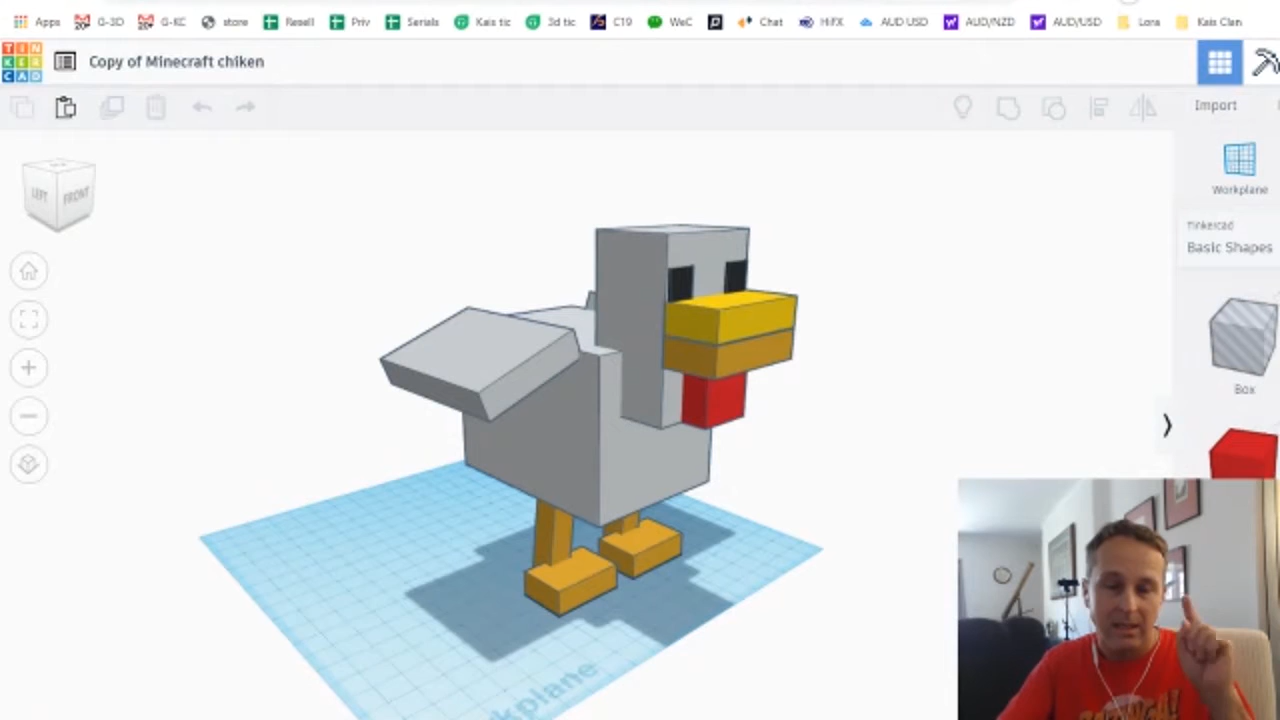 Apps G-3D G-KC store Resell Priv Serials Kais tic 3d tic C19 WeC Chat HiFX AUD USD AUD/NZD AUD/USD Lora Kais Clan
TIN
KER
CAD
Copy of Minecraft chiken
Import
LEFT FRONT
Workplane
Tinkercad
Basic Shapes
Box
kplane